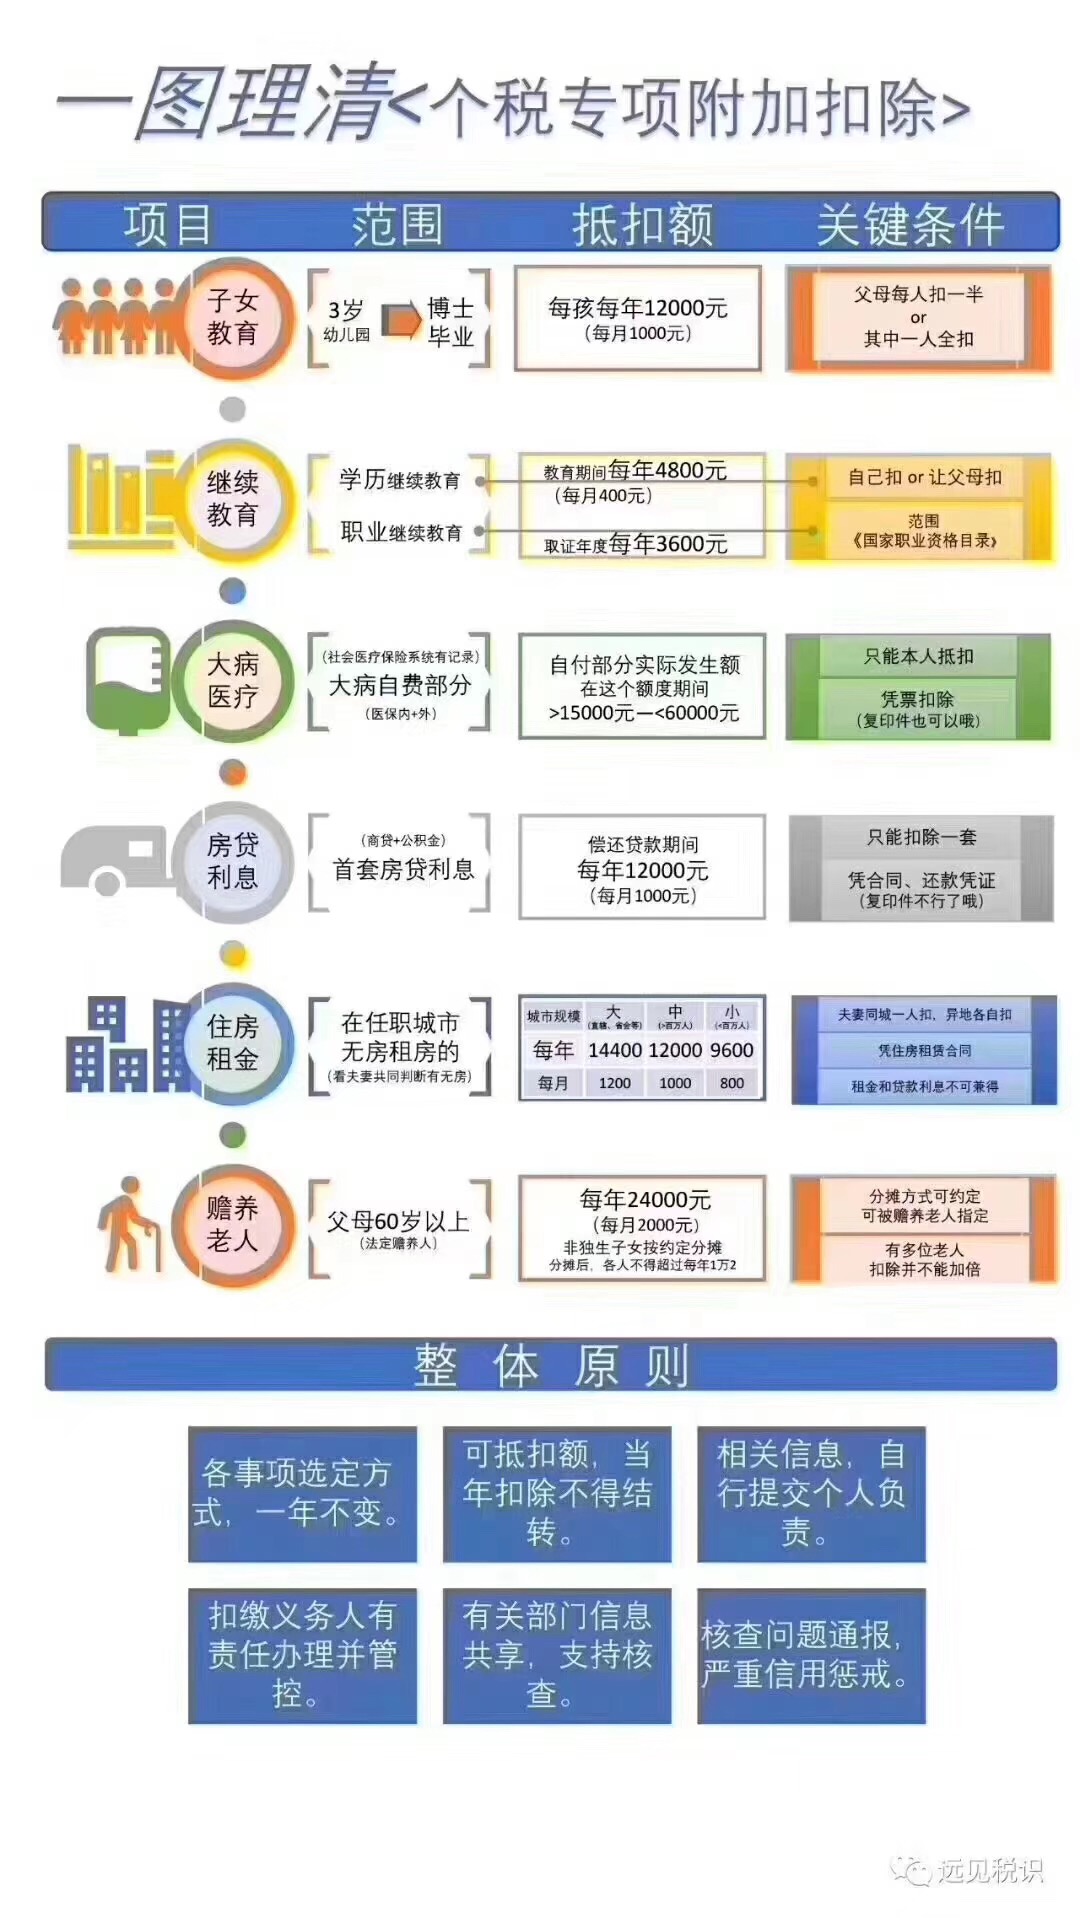 一图理清<个税专项附加扣除>
项目 范围 抵扣额 关键条件
子女
教育
3岁
幼儿园
博士
毕业
每孩每年12000元
(每月1000元)
父母每人扣一半
or
其中一人全扣
继续
教育
学历继续教育
职业继续教育
教育期间每年4800元
(每月400元)
取证年度每年3600元
自己扣 or 让父母扣
范围
《国家职业资格目录》
大病
医疗
(社会医疗保险系统有记录)
大病自费部分
(医保内+外)
自付部分实际发生额
在这个额度期间
>15000元—<60000元
只能本人抵扣
凭票扣除
(复印件也可以哦)
房贷
利息
(商贷+公积金)
首套房贷利息
偿还贷款期间
每年12000元
(每月1000元)
只能扣除一套
凭合同、还款凭证
(复印件不行了哦)
住房
租金
在任职城市
无房租房的
(看夫妻共同判断有无房)
城市规模 大 中 小
(直辖、省会等) (>百万人) (<百万人)
每年 14400 12000 9600
每月 1200 1000 800
夫妻同城一人扣，异地各自扣
凭住房租赁合同
租金和贷款利息不可兼得
赡养
老人
父母60岁以上
(法定赡养人)
每年24000元
(每月2000元)
非独生子女按约定分摊
分摊后，各人不得超过每年1万2
分摊方式可约定
可被赡养老人指定
有多位老人
扣除并不能加倍
整体原则
各事项选定方
式，一年不变。
可抵扣额，当
年扣除不得结
转。
相关信息，自
行提交个人负
责。
扣缴义务人有
责任办理并管
控。
有关部门信息
共享，支持核
查。
核查问题通报，
严重信用惩戒。
远见税识